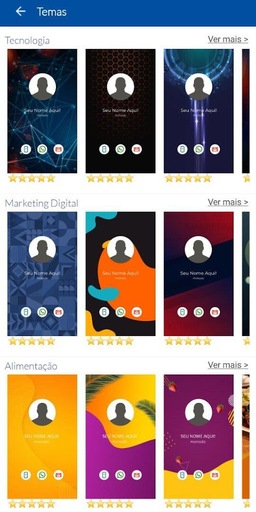 Temas
Tecnologia Ver mais >
Seu Nome Aqui! Seu Nome Aqui! Seu Nome Aqui!
Marketing Digital Ver mais >
Seu Nome Aqui! Seu Nome Aqui! Seu Nome Aqui!
Alimentação Ver mais >
SEU NOME AQUI! SEU NOME AQUI! SEU NOME AQUI!